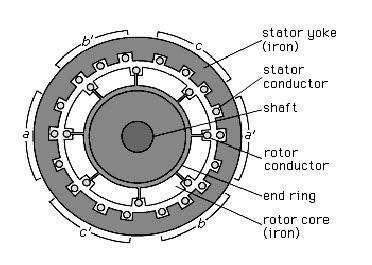 b'
c
stator yoke
(iron)
stator
conductor
shaft
a
a'
rotor
conductor
end ring
rotor core
(iron)
c'
b